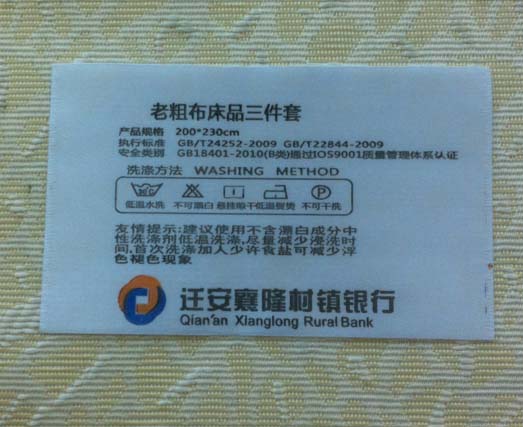 老粗布床品三件套
产品规格 200*230cm
执行标准 GB/T24252-2009 GB/T22844-2009
安全类别 GB18401-2010(B类)通过IOS9001质量管理体系认证
洗涤方法 WASHING METHOD
低温水洗 不可漂白 悬挂晾干 低温熨烫 不可干洗
友情提示:建议使用不含漂白成分中
性洗涤剂低温洗涤,尽量减少浸洗时
间,首次洗涤加人少许食盐可减少浮
色褪色现象
迁安襄隆村镇银行
Qian'an Xianglong Rural Bank